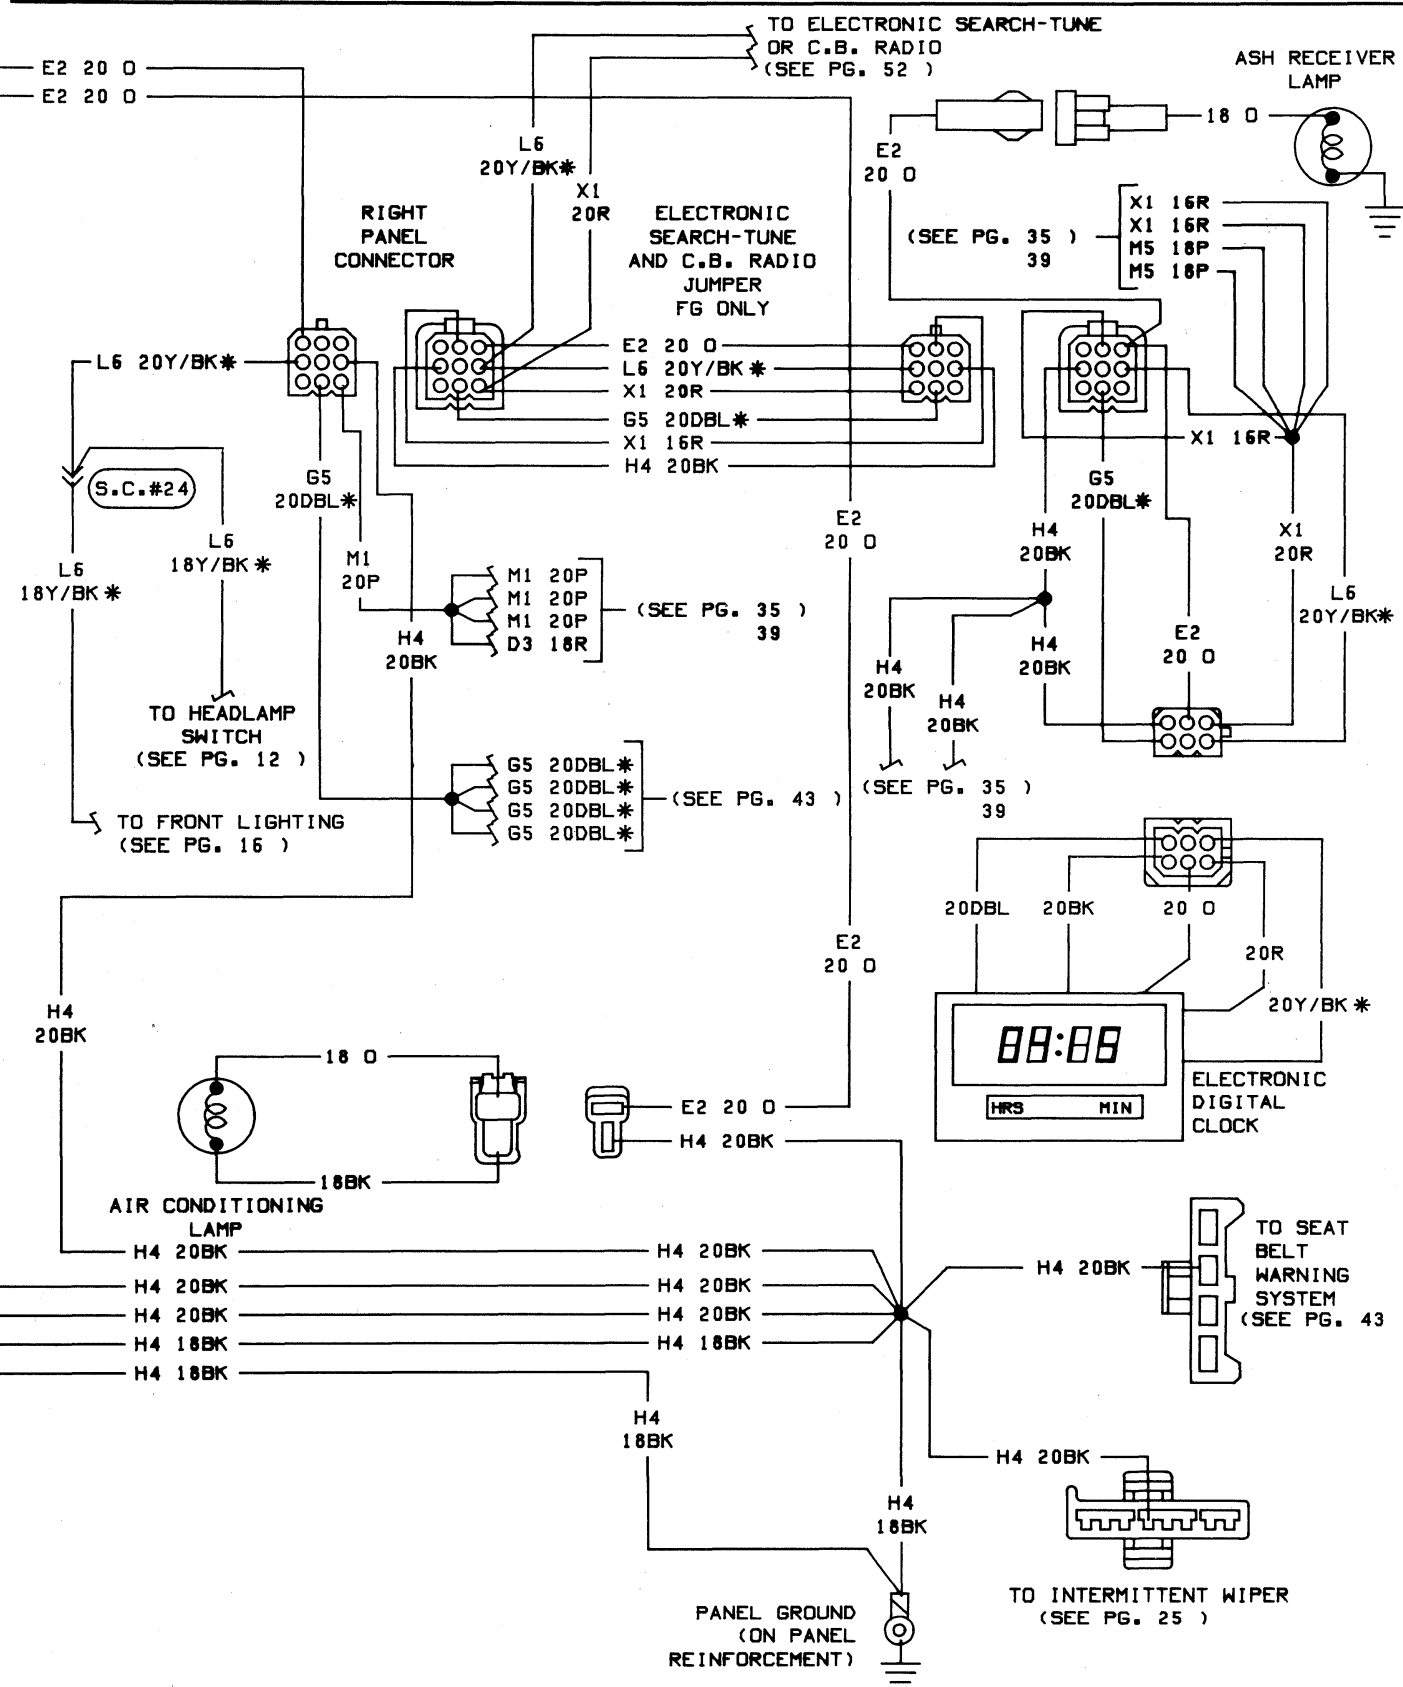 TO ELECTRONIC SEARCH-TUNE
OR C.B. RADIO
(SEE PG. 52 )
E2 20 O
E2 20 O
ASH RECEIVER
LAMP
18 O
L6
20Y/BK*
X1
20R
E2
20 O
RIGHT
PANEL
CONNECTOR
ELECTRONIC
SEARCH-TUNE
AND C.B. RADIO
JUMPER
FG ONLY
(SEE PG. 35 )
39
X1 16R
X1 16R
M5 18P
M5 18P
L6 20Y/BK*
E2 20 O
L6 20Y/BK*
X1 20R
G5 20DBL*
X1 16R
H4 20BK
X1 16R
S.C.#24
G5
20DBL*
L6
18Y/BK*
L6
18Y/BK*
M1
20P
H4
20BK
E2
20 O
G5
20DBL*
H4
20BK
X1
20R
L6
20Y/BK*
M1 20P
M1 20P
M1 20P
D3 18R
(SEE PG. 35 )
39
H4
20BK
H4
20BK
H4
20BK
E2
20 O
TO HEADLAMP
SWITCH
(SEE PG. 12 )
G5 20DBL*
G5 20DBL*
G5 20DBL*
G5 20DBL*
(SEE PG. 43 )
(SEE PG. 35 )
39
TO FRONT LIGHTING
(SEE PG. 16 )
20DBL
20BK
20 O
20R
20Y/BK*
E2
20 O
H4
20BK
88:88
HRS MIN
ELECTRONIC
DIGITAL
CLOCK
18 O
18BK
AIR CONDITIONING
LAMP
E2 20 O
H4 20BK
H4 20BK
H4 20BK
H4 20BK
H4 18BK
H4 18BK
H4 20BK
H4 20BK
H4 20BK
H4 18BK
H4 20BK
TO SEAT
BELT
WARNING
SYSTEM
(SEE PG. 43
H4
18BK
H4 20BK
H4
18BK
TO INTERMITTENT WIPER
(SEE PG. 25 )
PANEL GROUND
(ON PANEL
REINFORCEMENT)